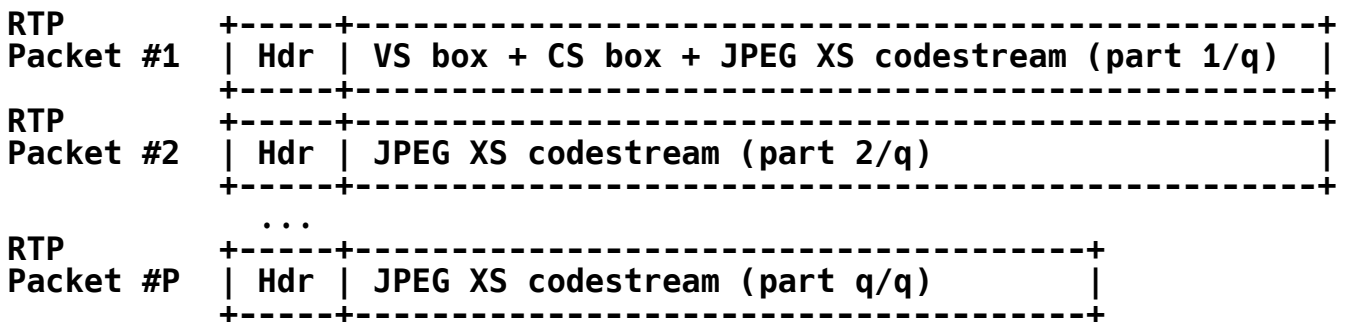 RTP +-----+--------------------------------------------------+
Packet #1 | Hdr | VS box + CS box + JPEG XS codestream (part 1/q) |
+-----+--------------------------------------------------+
RTP +-----+--------------------------------------------------+
Packet #2 | Hdr | JPEG XS codestream (part 2/q) |
+-----+--------------------------------------------------+
...
RTP +-----+--------------------------------------+
Packet #P | Hdr | JPEG XS codestream (part q/q) |
+-----+--------------------------------------+